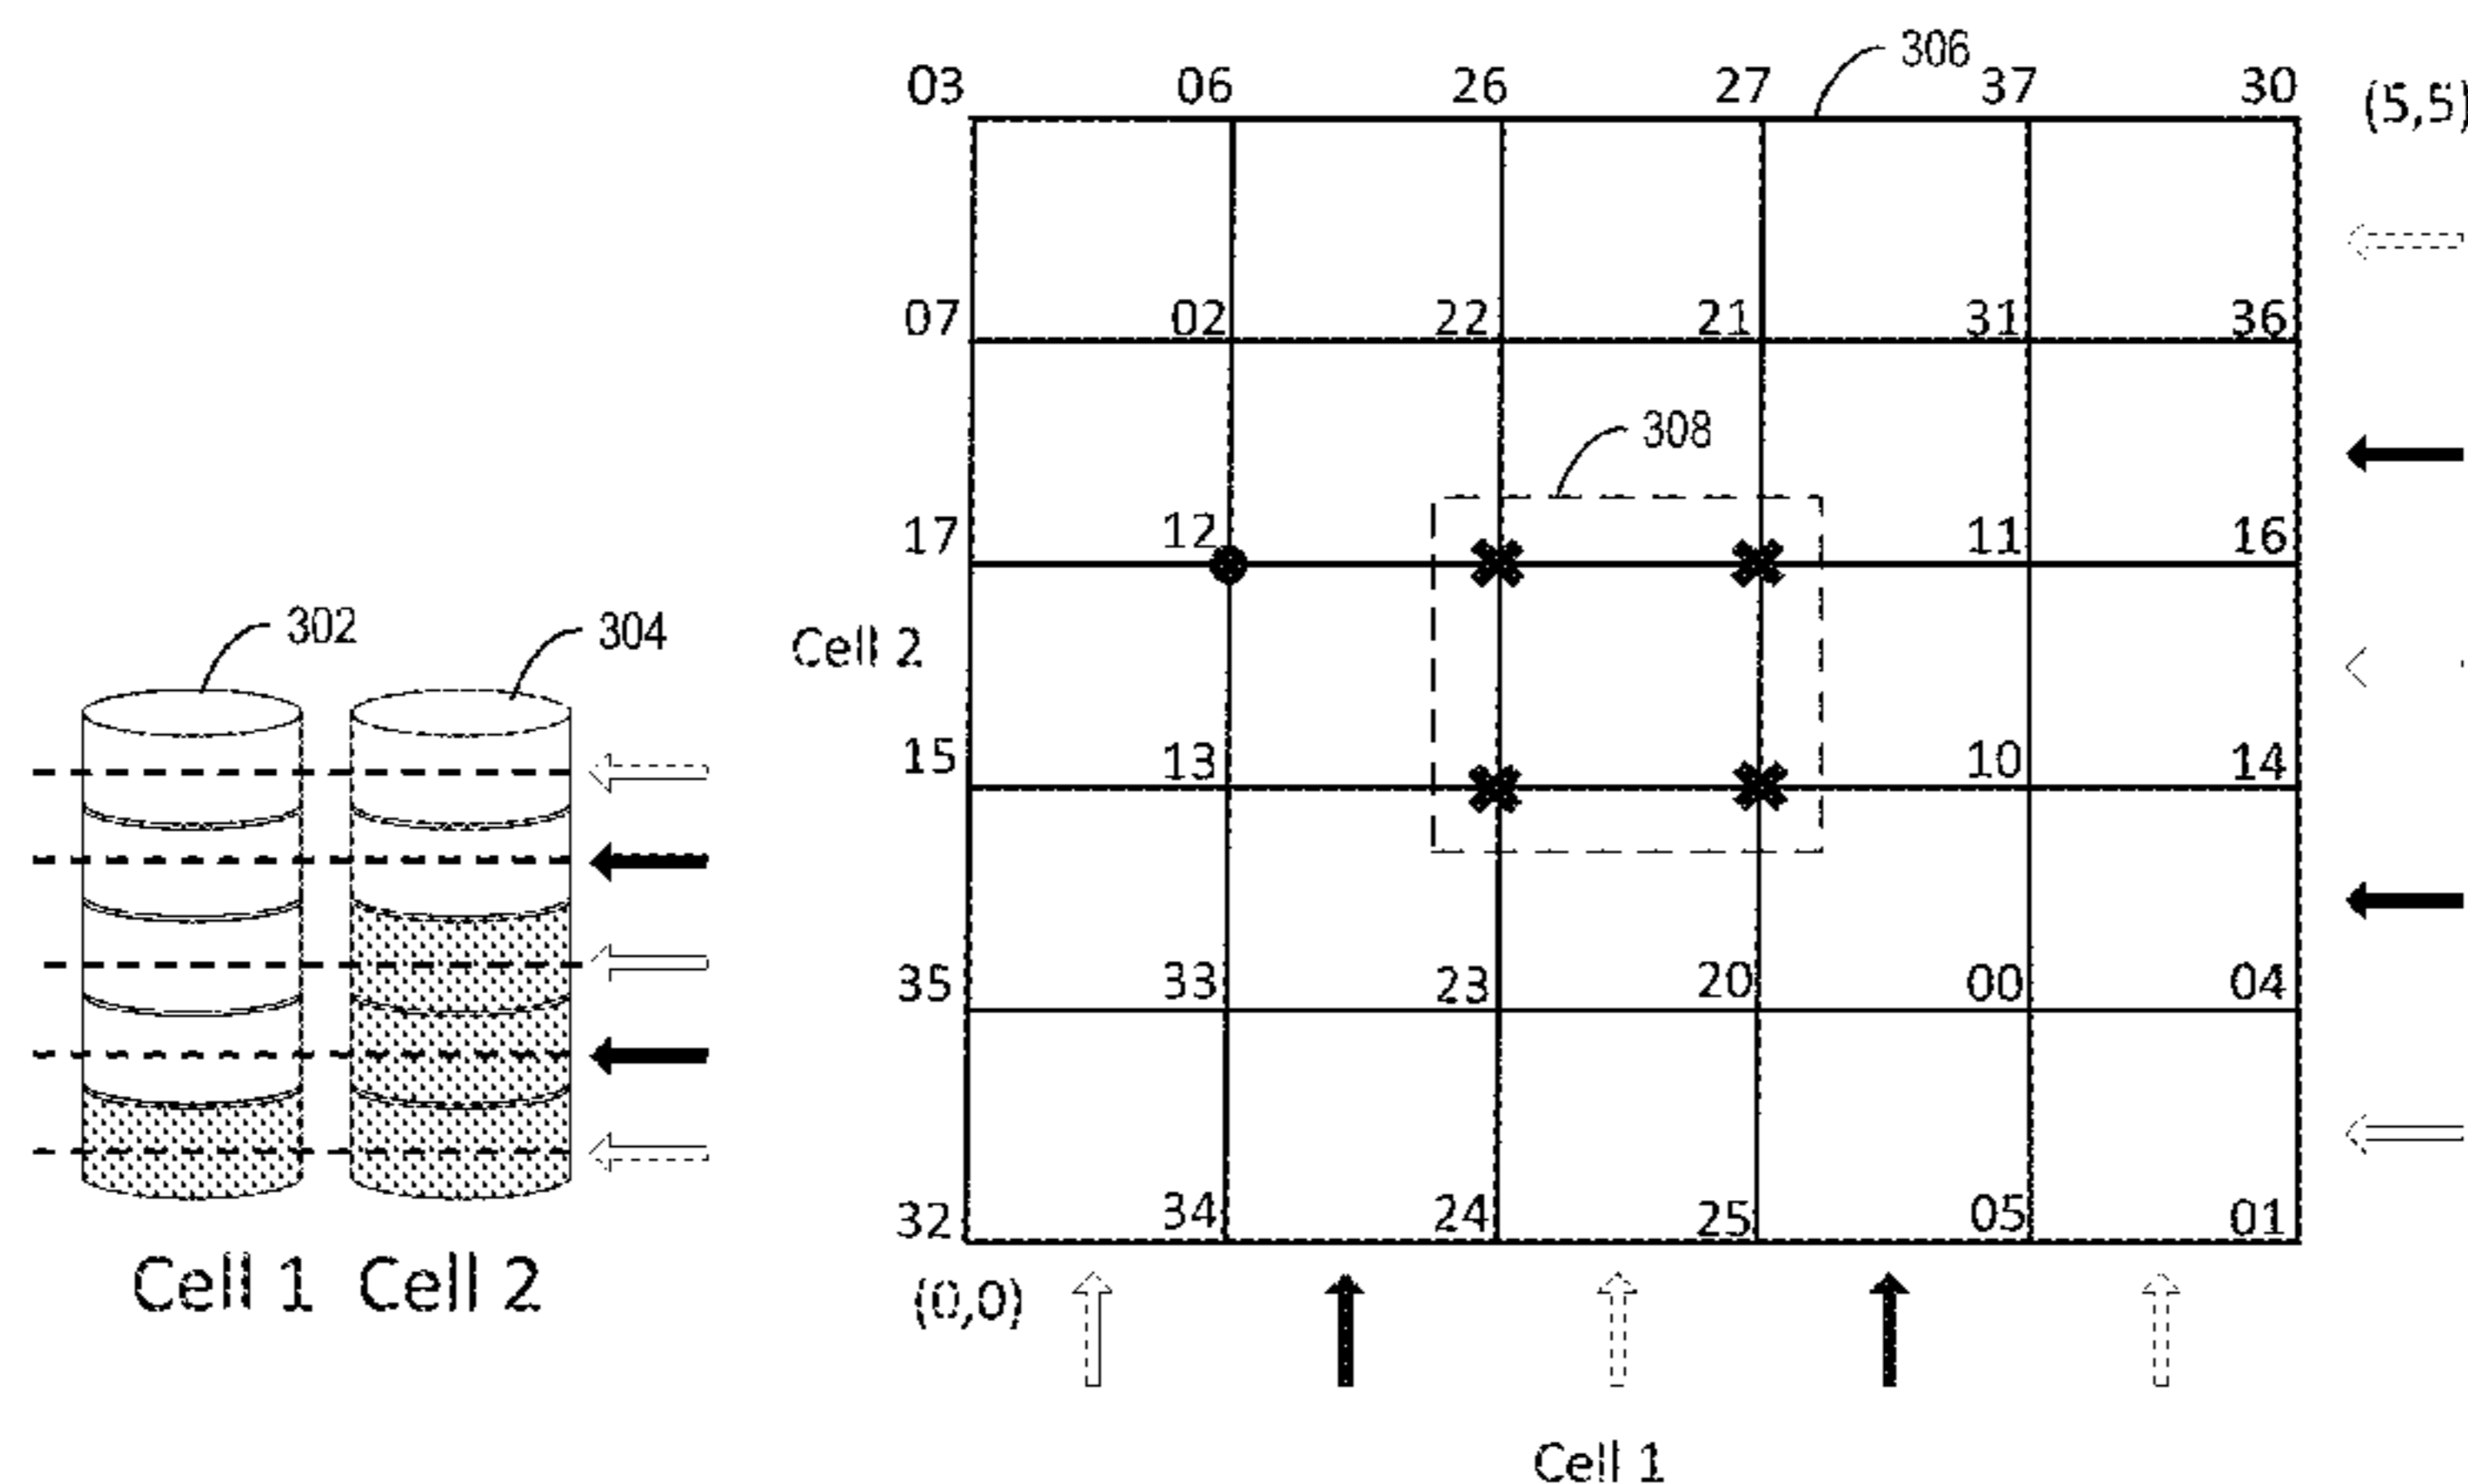 306
03 06 26 27 37 30 (5,5)
07 02 22 21 31 36
308
17 12 11 16
302 304
Cell 2
15 13 10 14
35 33 23 20 00 04
32 34 24 25 05 01
Cell 1 Cell 2
(0,0)
Cell 1